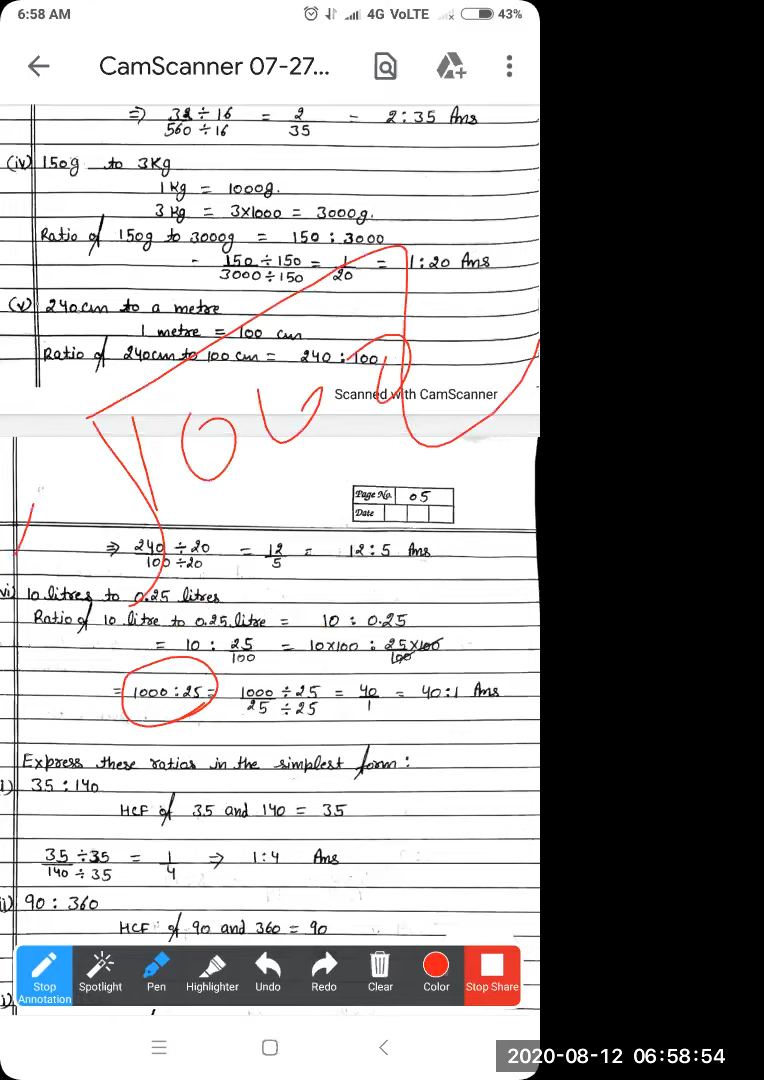 6:58 AM 4G VoLTE 43%
CamScanner 07-27...
⇒ 32 ÷ 16 / 560 ÷ 16 = 2 / 35 = 2 : 35 Ans
(iv) 150g to 3Kg
1 Kg = 1000g.
3 Kg = 3×1000 = 3000g.
Ratio of 150g to 3000g = 150 : 3000
- 150 ÷ 150 / 3000 ÷ 150 = 1 / 20 = 1:20 Ans
(v) 240cm to a metre
1 metre = 100 cm
Ratio of 240cm to 100 cm = 240 : 100
Scanned with CamScanner
Page No. 05
Date
⇒ 240 ÷ 20 / 100 ÷ 20 = 12 / 5 = 12:5 Ans
vi) 10 litres to 0.25 litres
Ratio of 10 litre to 0.25 litre = 10 : 0.25
= 10 : 25 / 100 = 10×100 : 25×100 / 100
= 1000 : 25 = 1000 ÷ 25 / 25 ÷ 25 = 40 / 1 = 40:1 Ans
Express these ratios in the simplest form :
i) 35 : 140
HCF of 35 and 140 = 35
35 ÷ 35 / 140 ÷ 35 = 1 / 4 ⇒ 1:4 Ans
ii) 90 : 360
HCF of 90 and 360 = 90
Stop Annotation Spotlight Pen Highlighter Undo Redo Clear Color Stop Share
2020-08-12 06:58:54